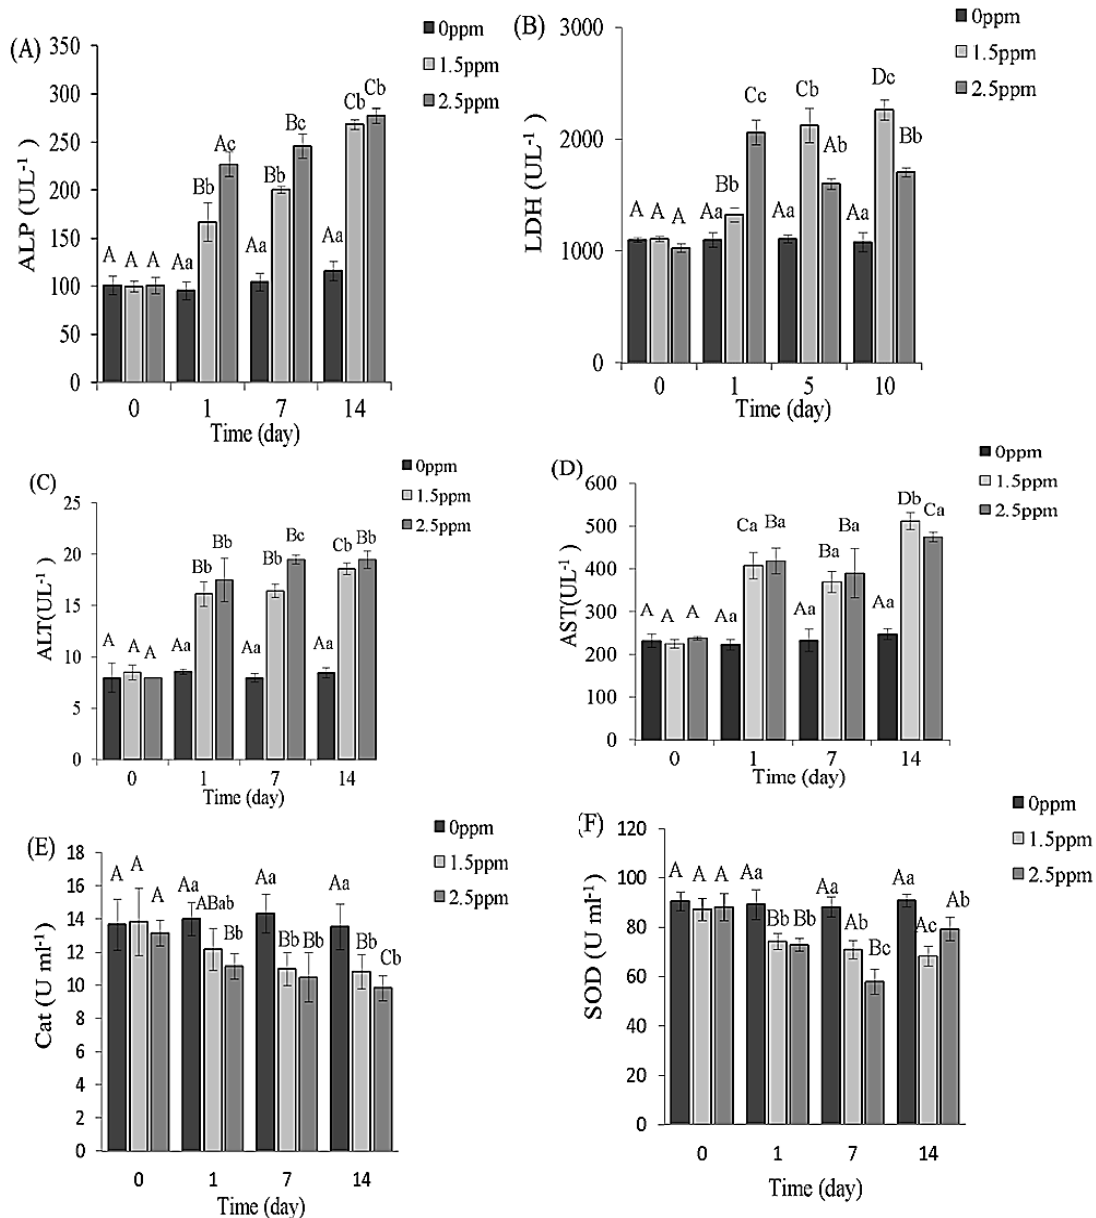 (A)
0ppm
1.5ppm
2.5ppm
ALP (UL-1)
350
300
250
200
150
100
50
0
A A A Aa Bb Ac Aa Bb Bc Aa Cb Cb
0 1 7 14
Time (day)
(B)
0ppm
1.5ppm
2.5ppm
LDH (UL-1)
3000
2000
1000
0
A A A Aa Bb Cc Aa Cb Ab Aa Dc Bb
0 1 5 10
Time (day)
(C)
0ppm
1.5ppm
2.5ppm
ALT(UL-1)
25
20
15
10
5
0
A A A Aa Bb Bb Aa Bb Bc Aa Cb Bb
0 1 7 14
Time (day)
(D)
0ppm
1.5ppm
2.5ppm
AST(UL-1)
600
500
400
300
200
100
0
A A A Aa Ca Ba Aa Ba Ba Aa Db Ca
0 1 7 14
Time (day)
(E)
0ppm
1.5ppm
2.5ppm
Cat (U ml-1)
18
16
14
12
10
8
6
4
2
0
A A A Aa ABab Bb Aa Bb Bb Aa Bb Cb
0 1 7 14
Time (day)
(F)
0ppm
1.5ppm
2.5ppm
SOD (U ml-1)
120
100
80
60
40
20
0
A A A Aa Bb Bb Aa Ab Bc Aa Ac Ab
0 1 7 14
Time (day)